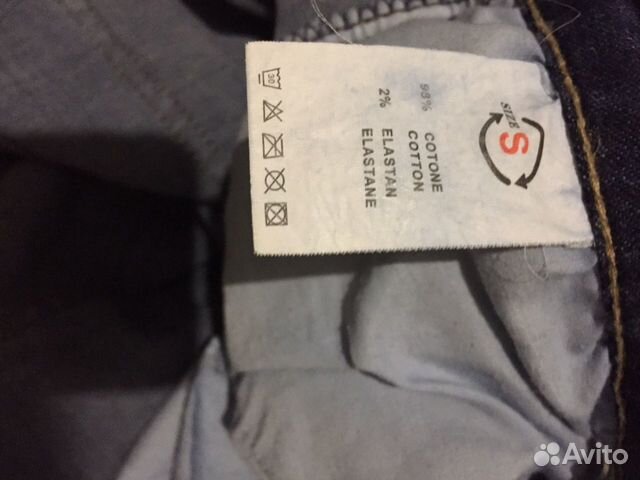 SIZE
S
98% COTONE
COTTON
2% ELASTAN
ELASTANE
30
Avito